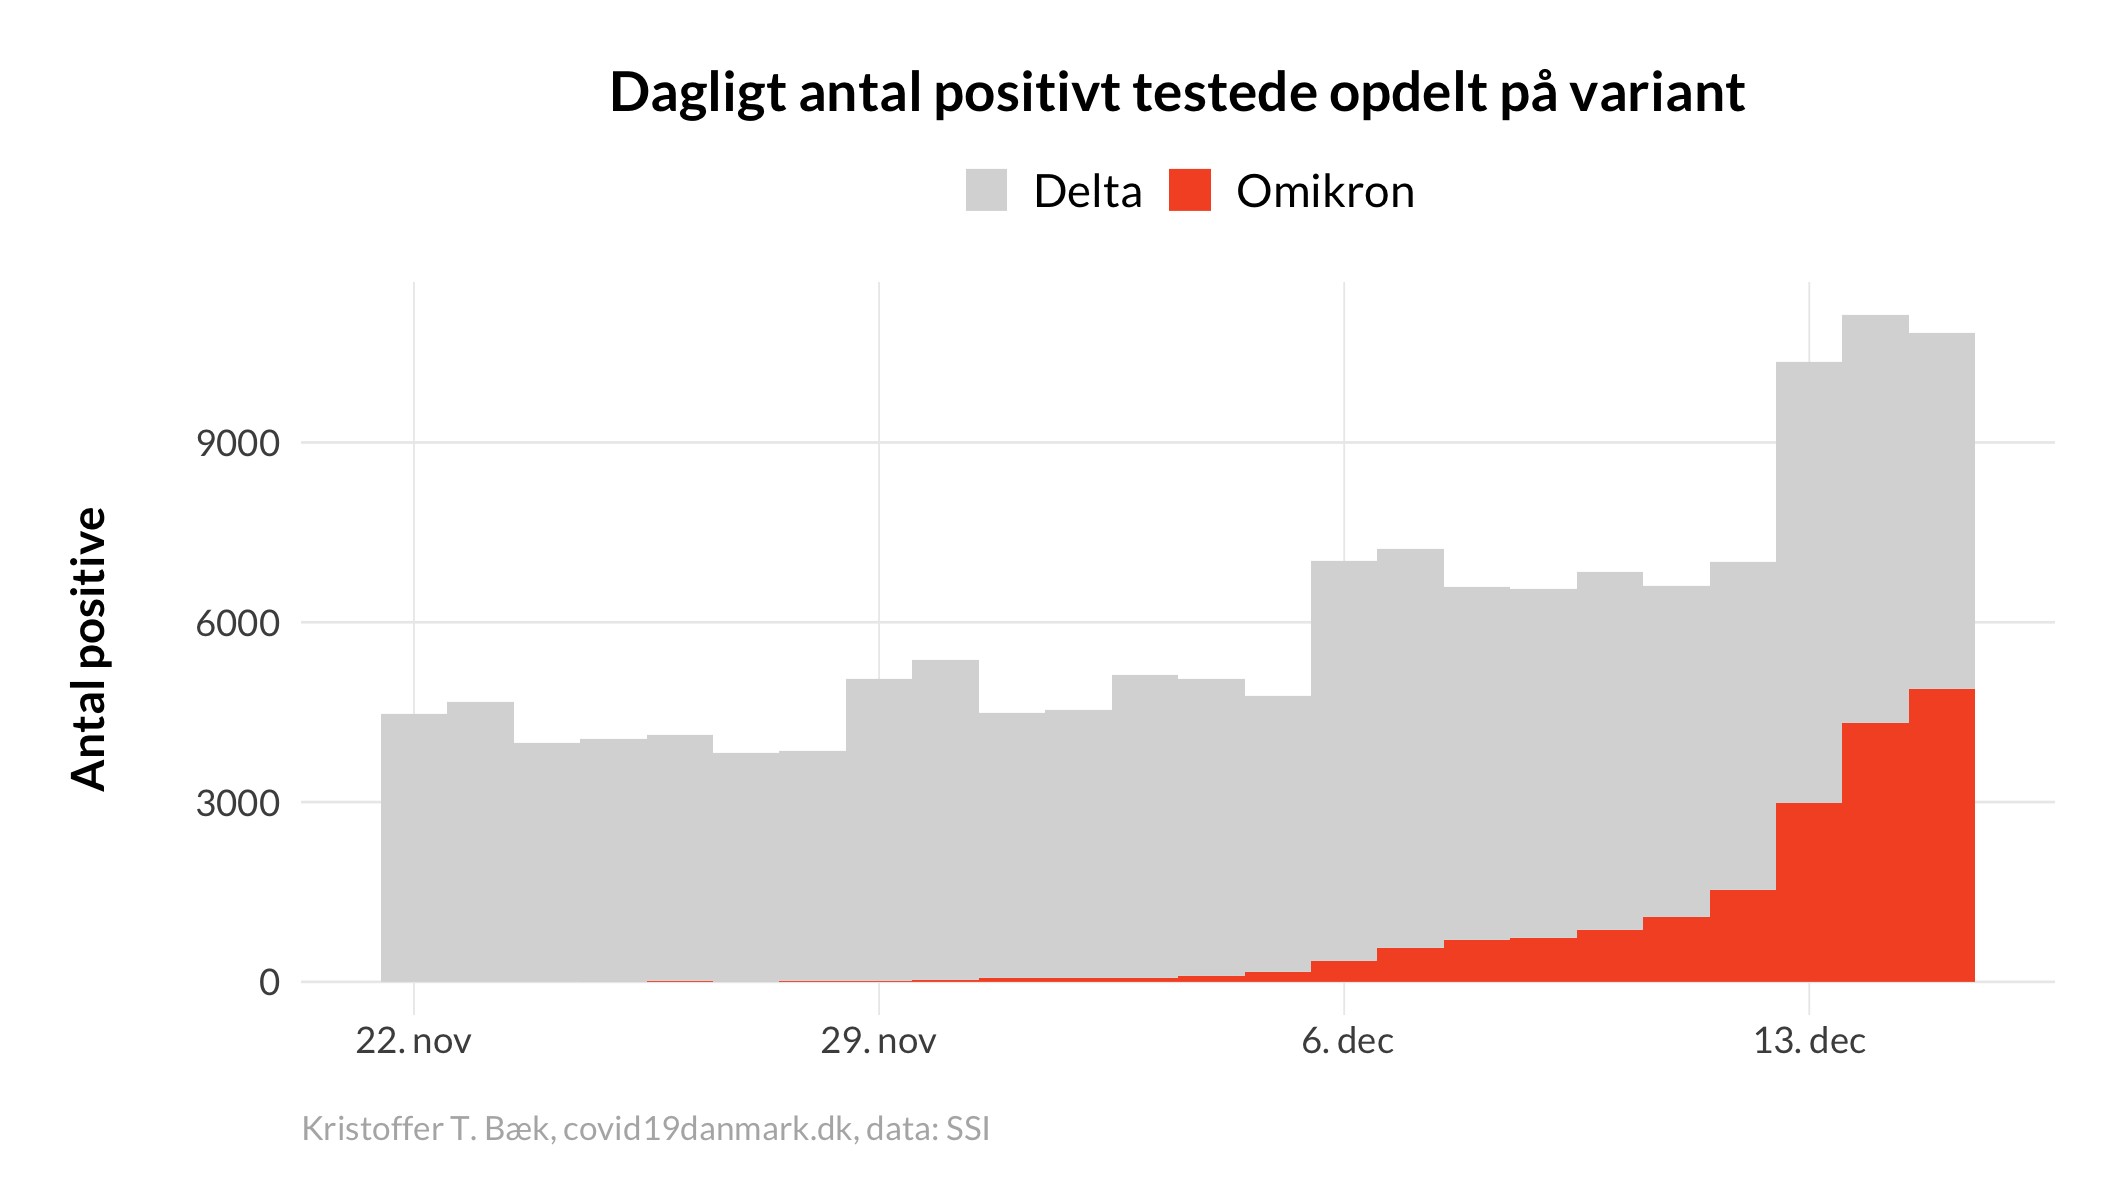 Dagligt antal positivt testede opdelt på variant
Delta
Omikron
Antal positive
9000
6000
3000
0
22. nov
29. nov
6. dec
13. dec
Kristoffer T. Bæk, covid19danmark.dk, data: SSI